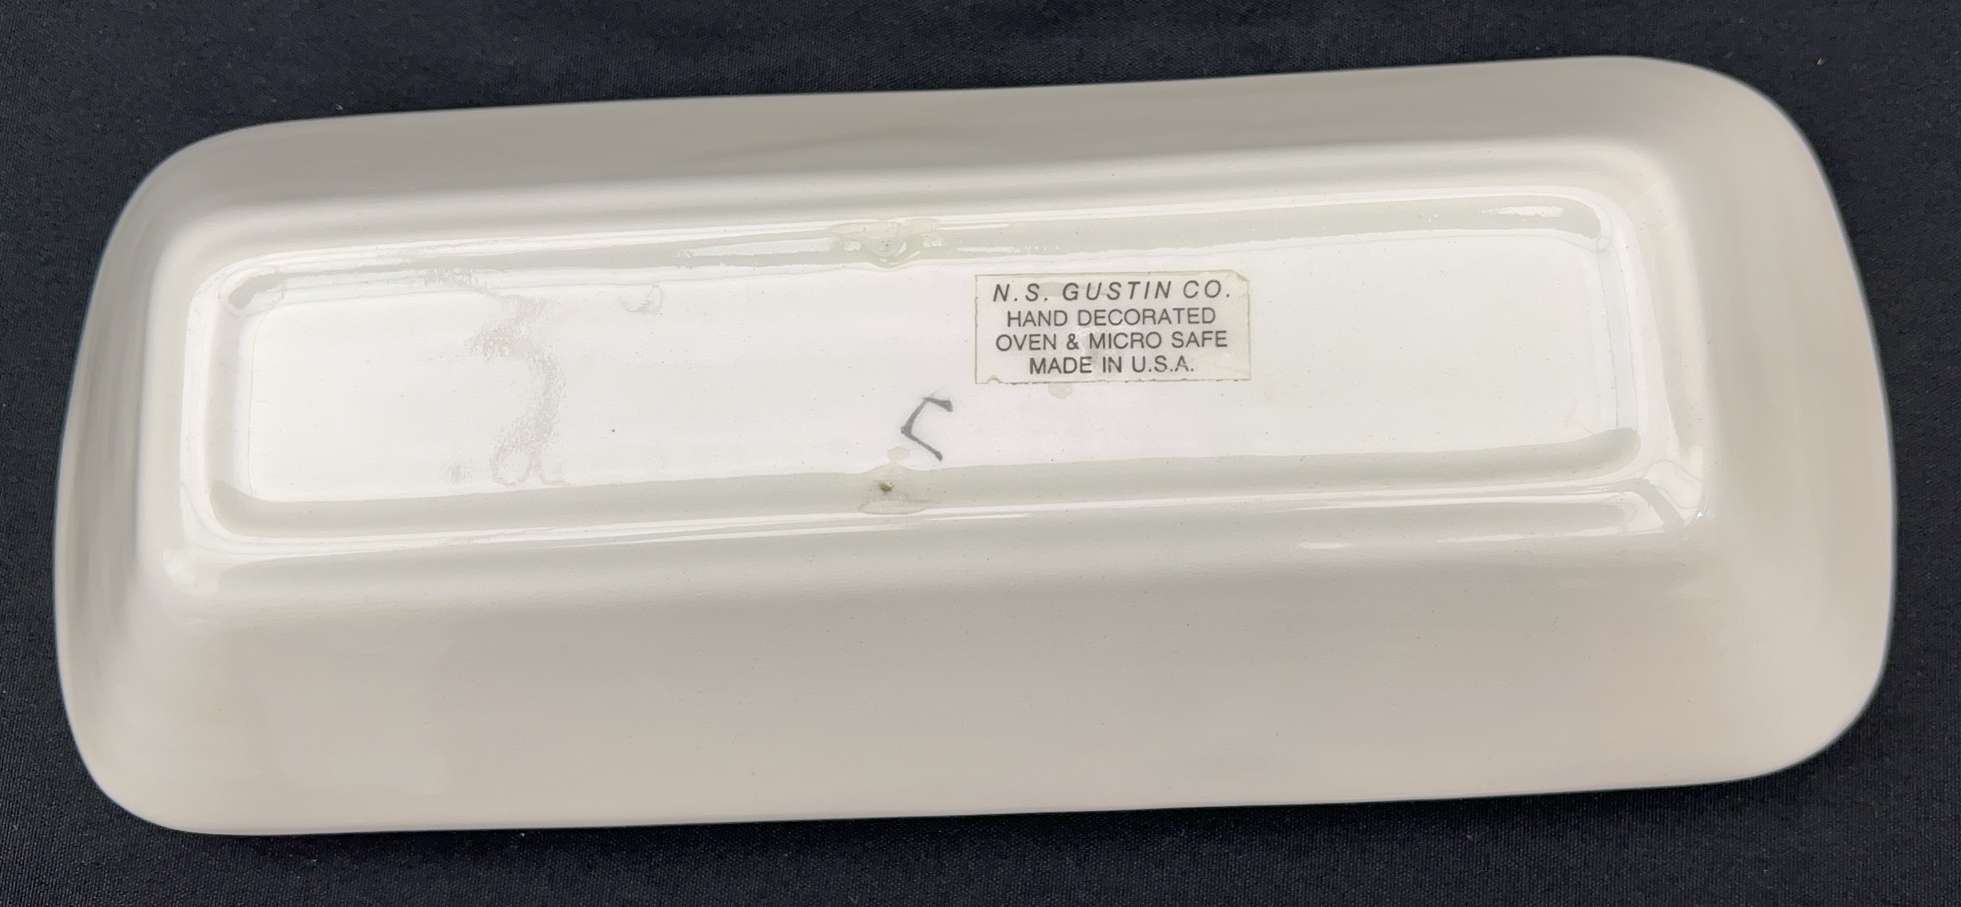 N.S. GUSTIN CO.
HAND DECORATED
OVEN & MICRO SAFE
MADE IN U.S.A.